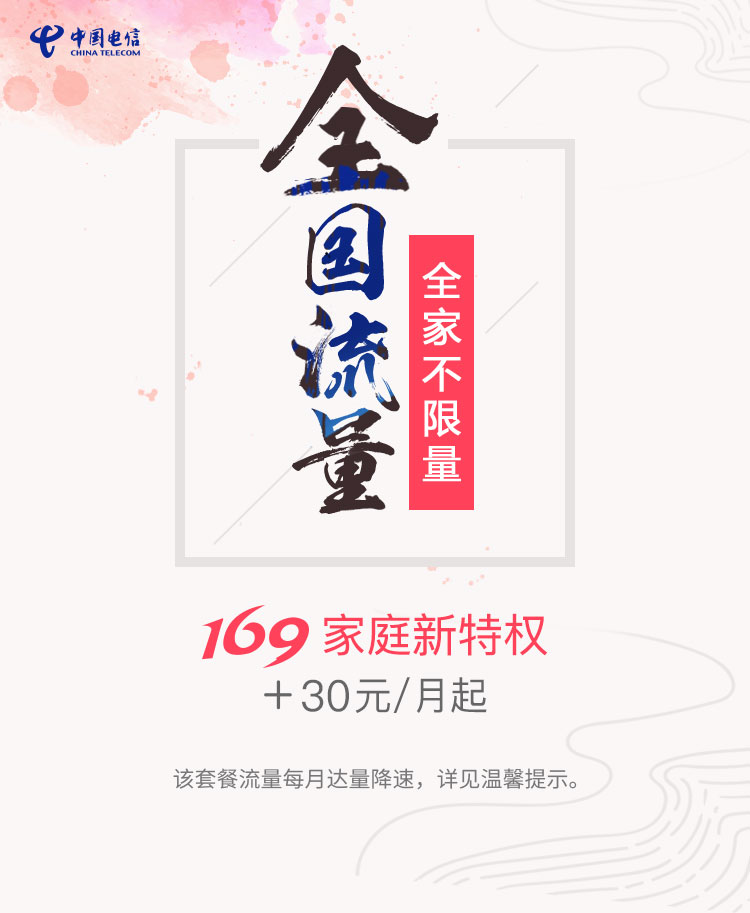 中国电信
CHINA TELECOM
全国流量
全家不限量
169 家庭新特权
＋30元/月起
该套餐流量每月达量降速，详见温馨提示。